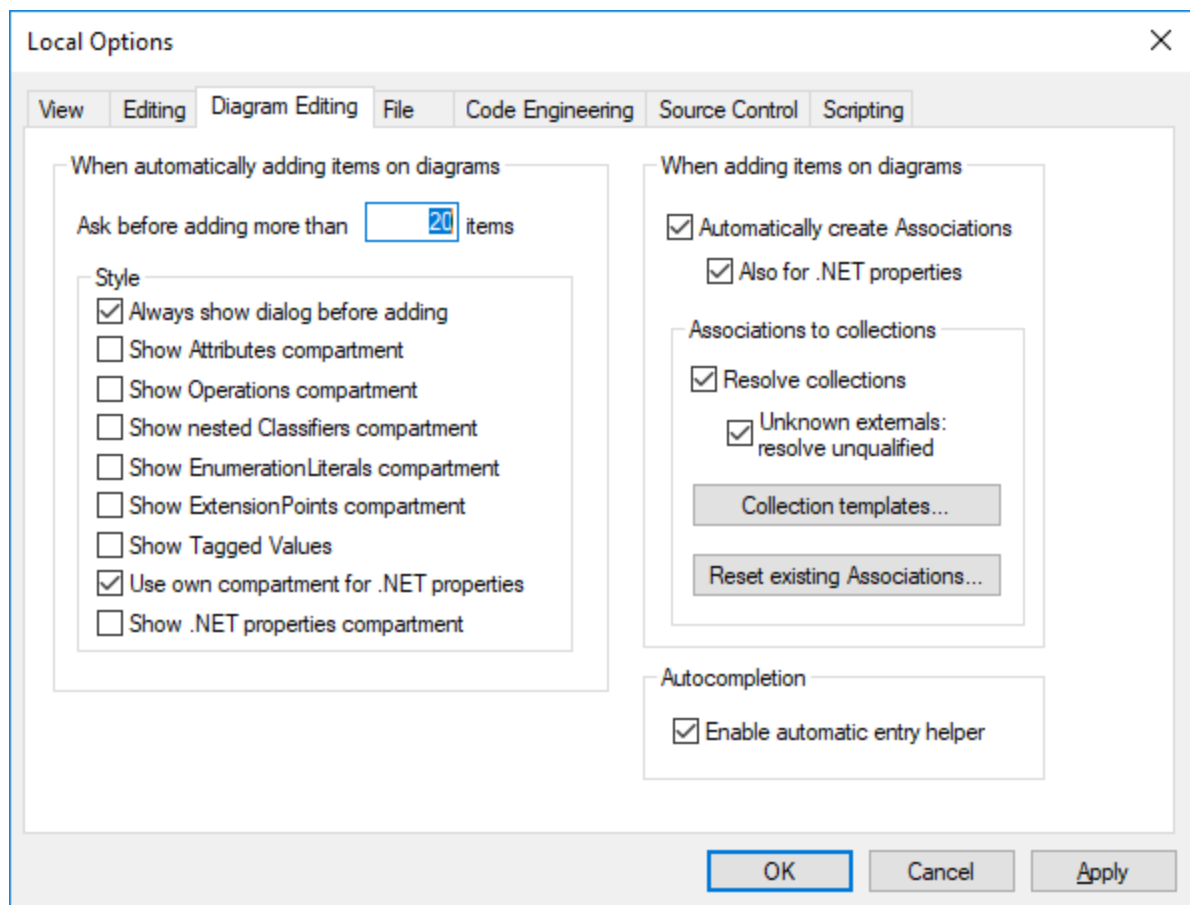 Local Options
View Editing Diagram Editing File Code Engineering Source Control Scripting
When automatically adding items on diagrams
Ask before adding more than 20 items
Style
Always show dialog before adding
Show Attributes compartment
Show Operations compartment
Show nested Classifiers compartment
Show EnumerationLiterals compartment
Show ExtensionPoints compartment
Show Tagged Values
Use own compartment for .NET properties
Show .NET properties compartment
When adding items on diagrams
Automatically create Associations
Also for .NET properties
Associations to collections
Resolve collections
Unknown externals:
resolve unqualified
Collection templates...
Reset existing Associations...
Autocompletion
Enable automatic entry helper
OK Cancel Apply